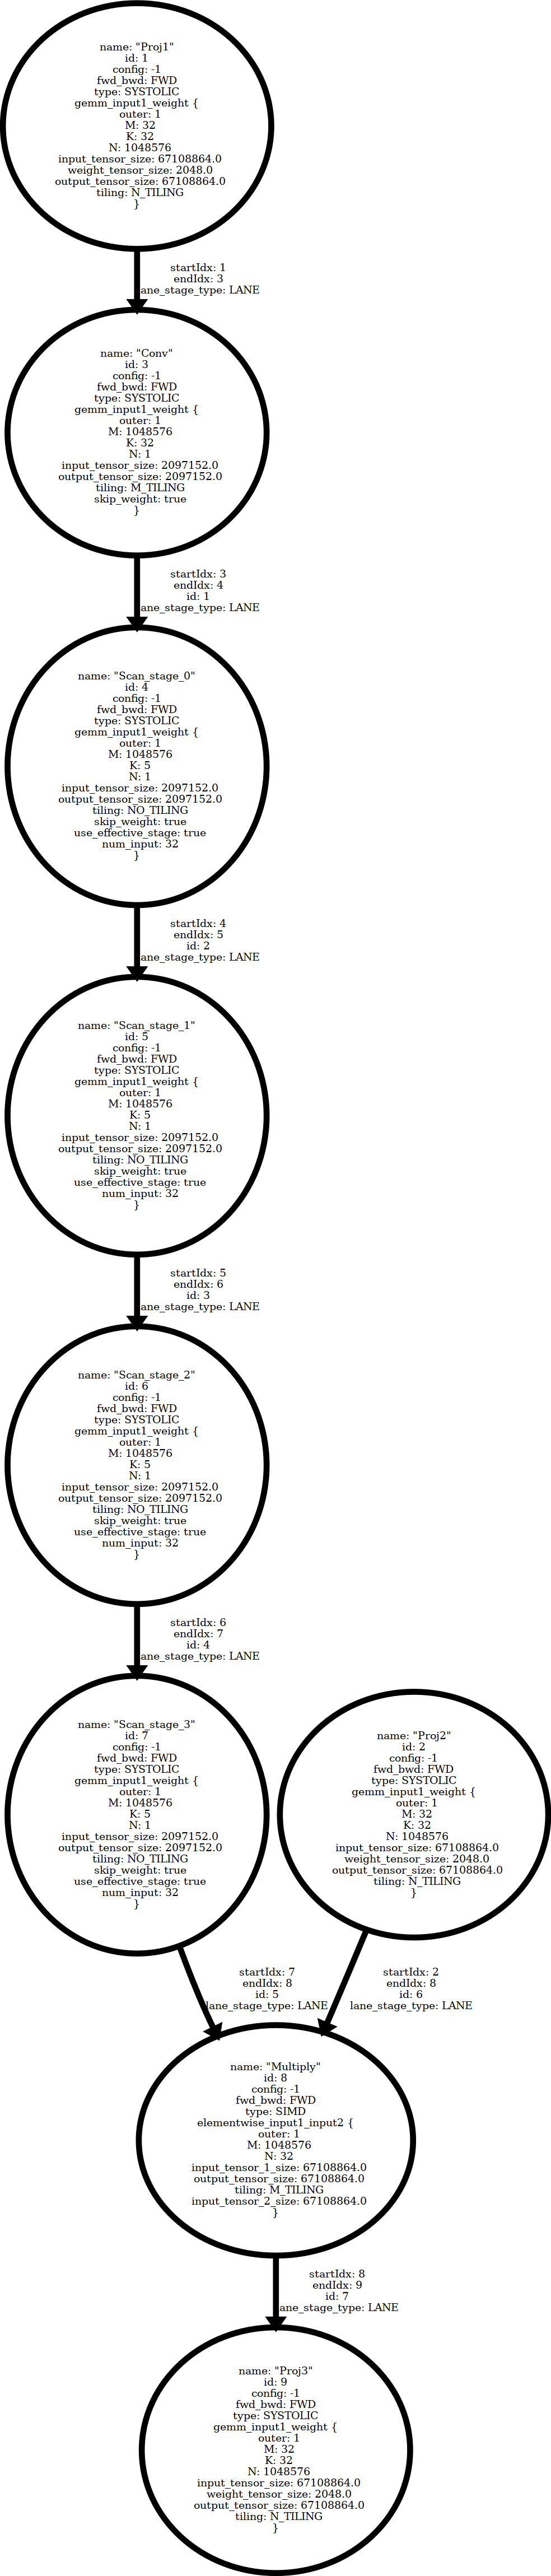 name: "Proj1"
id: 1
config: -1
fwd_bwd: FWD
type: SYSTOLIC
gemm_input1_weight {
outer: 1
M: 32
K: 32
N: 1048576
input_tensor_size: 67108864.0
weight_tensor_size: 2048.0
output_tensor_size: 67108864.0
tiling: N_TILING
}
startIdx: 1
endIdx: 3
lane_stage_type: LANE
name: "Conv"
id: 3
config: -1
fwd_bwd: FWD
type: SYSTOLIC
gemm_input1_weight {
outer: 1
M: 1048576
K: 32
N: 1
input_tensor_size: 2097152.0
output_tensor_size: 2097152.0
tiling: M_TILING
skip_weight: true
}
startIdx: 3
endIdx: 4
id: 1
lane_stage_type: LANE
name: "Scan_stage_0"
id: 4
config: -1
fwd_bwd: FWD
type: SYSTOLIC
gemm_input1_weight {
outer: 1
M: 1048576
K: 5
N: 1
input_tensor_size: 2097152.0
output_tensor_size: 2097152.0
tiling: NO_TILING
skip_weight: true
use_effective_stage: true
num_input: 32
}
startIdx: 4
endIdx: 5
id: 2
lane_stage_type: LANE
name: "Scan_stage_1"
id: 5
config: -1
fwd_bwd: FWD
type: SYSTOLIC
gemm_input1_weight {
outer: 1
M: 1048576
K: 5
N: 1
input_tensor_size: 2097152.0
output_tensor_size: 2097152.0
tiling: NO_TILING
skip_weight: true
use_effective_stage: true
num_input: 32
}
startIdx: 5
endIdx: 6
id: 3
lane_stage_type: LANE
name: "Scan_stage_2"
id: 6
config: -1
fwd_bwd: FWD
type: SYSTOLIC
gemm_input1_weight {
outer: 1
M: 1048576
K: 5
N: 1
input_tensor_size: 2097152.0
output_tensor_size: 2097152.0
tiling: NO_TILING
skip_weight: true
use_effective_stage: true
num_input: 32
}
startIdx: 6
endIdx: 7
id: 4
lane_stage_type: LANE
name: "Scan_stage_3"
id: 7
config: -1
fwd_bwd: FWD
type: SYSTOLIC
gemm_input1_weight {
outer: 1
M: 1048576
K: 5
N: 1
input_tensor_size: 2097152.0
output_tensor_size: 2097152.0
tiling: NO_TILING
skip_weight: true
use_effective_stage: true
num_input: 32
}
name: "Proj2"
id: 2
config: -1
fwd_bwd: FWD
type: SYSTOLIC
gemm_input1_weight {
outer: 1
M: 32
K: 32
N: 1048576
input_tensor_size: 67108864.0
weight_tensor_size: 2048.0
output_tensor_size: 67108864.0
tiling: N_TILING
}
startIdx: 7
endIdx: 8
id: 5
lane_stage_type: LANE
startIdx: 2
endIdx: 8
id: 6
lane_stage_type: LANE
name: "Multiply"
id: 8
config: -1
fwd_bwd: FWD
type: SIMD
elementwise_input1_input2 {
outer: 1
M: 1048576
N: 32
input_tensor_1_size: 67108864.0
output_tensor_size: 67108864.0
tiling: M_TILING
input_tensor_2_size: 67108864.0
}
startIdx: 8
endIdx: 9
id: 7
lane_stage_type: LANE
name: "Proj3"
id: 9
config: -1
fwd_bwd: FWD
type: SYSTOLIC
gemm_input1_weight {
outer: 1
M: 32
K: 32
N: 1048576
input_tensor_size: 67108864.0
weight_tensor_size: 2048.0
output_tensor_size: 67108864.0
tiling: N_TILING
}